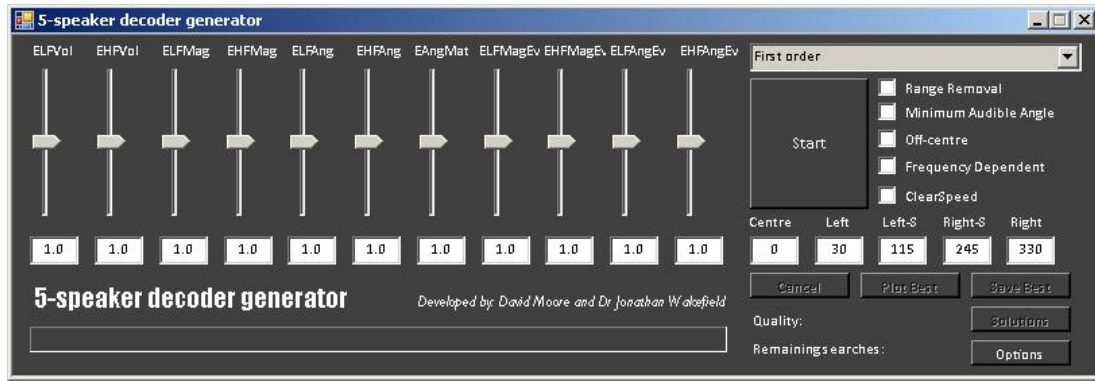 5-speaker decoder generator
ELFVol EHFVol ELFMag EHFMag ELFAng EHFAng EAngMat ELFMagEv EHFMagEv ELFAngEv EHFAngEv
First order
Start
Range Removal
Minimum Audible Angle
Off-centre
Frequency Dependent
ClearSpeed
Centre Left Left-S Right-S Right
1.0 1.0 1.0 1.0 1.0 1.0 1.0 1.0 1.0 1.0 1.0
0 30 115 245 330
Cancel Plot Best Save Best
5-speaker decoder generator
Developed by: David Moore and Dr Jonathan Wakefield
Quality:
Solutions
Remaining searches:
Options